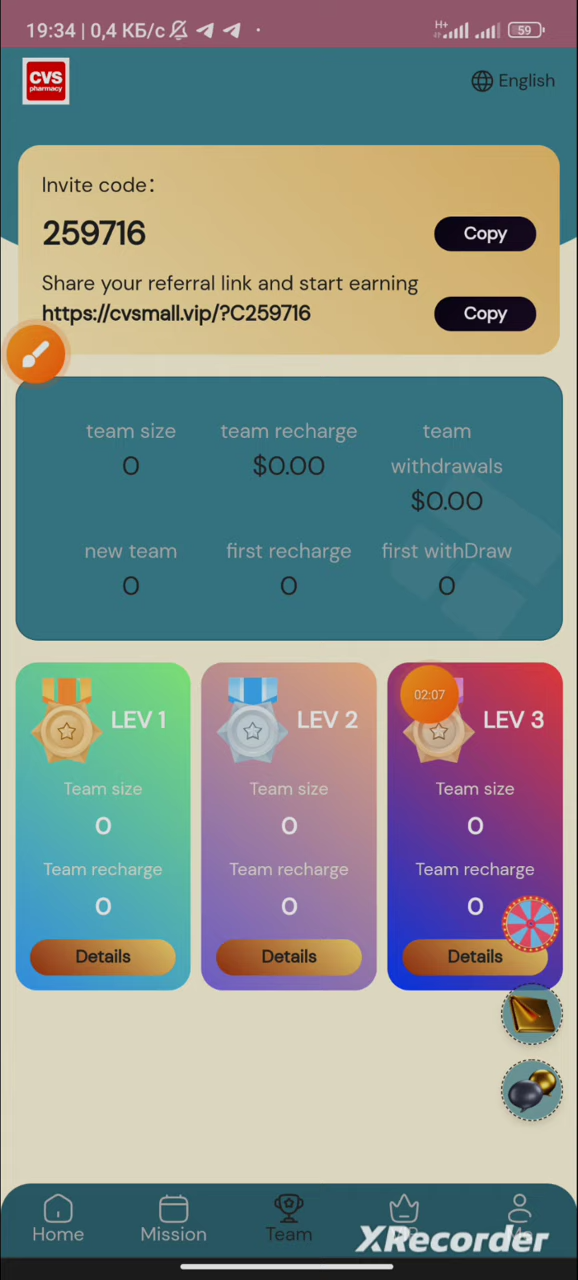 19:34 | 0,4 КБ/с
H+
59
CVS
pharmacy
English
Invite code:
259716
Copy
Share your referral link and start earning
https://cvsmall.vip/?C259716
Copy
team size
team recharge
team withdrawals
0
$0.00
$0.00
new team
first recharge
first withDraw
0
0
0
LEV 1
LEV 2
02:07
LEV 3
Team size
Team size
Team size
0
0
0
Team recharge
Team recharge
Team recharge
0
0
0
Details
Details
Details
Home
Mission
Team
XRecorder